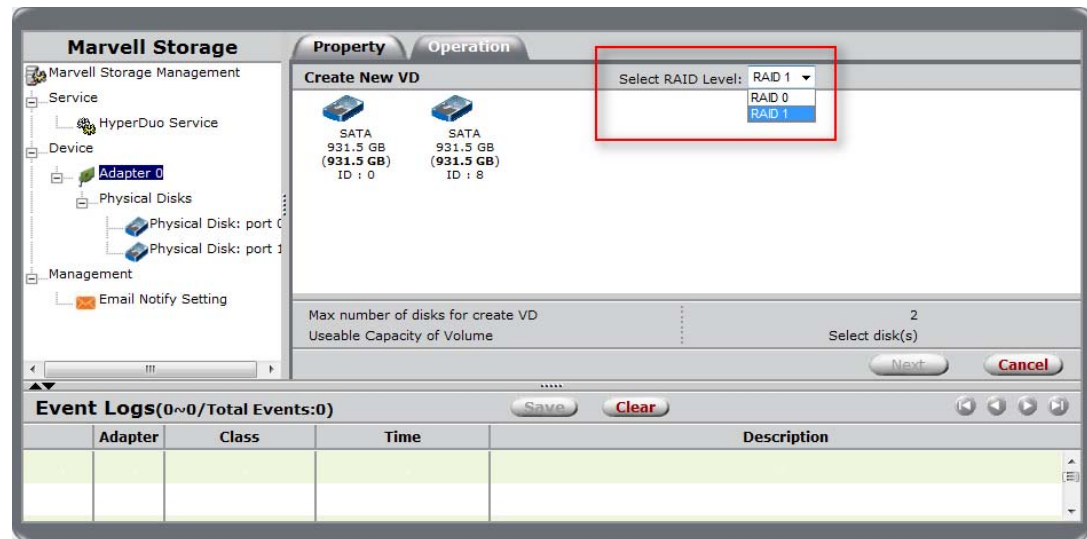 Marvell Storage
Marvell Storage Management
Service
HyperDuo Service
Device
Adapter 0
Physical Disks
Physical Disk: port 0
Physical Disk: port 1
Management
Email Notify Setting
Property
Operation
Create New VD
Select RAID Level: RAID 1
RAID 0
RAID 1
SATA
931.5 GB
(931.5 GB)
ID : 0
SATA
931.5 GB
(931.5 GB)
ID : 8
Max number of disks for create VD 2
Useable Capacity of Volume Select disk(s)
Next Cancel
Event Logs(0~0/Total Events:0) Save Clear
Adapter Class Time Description